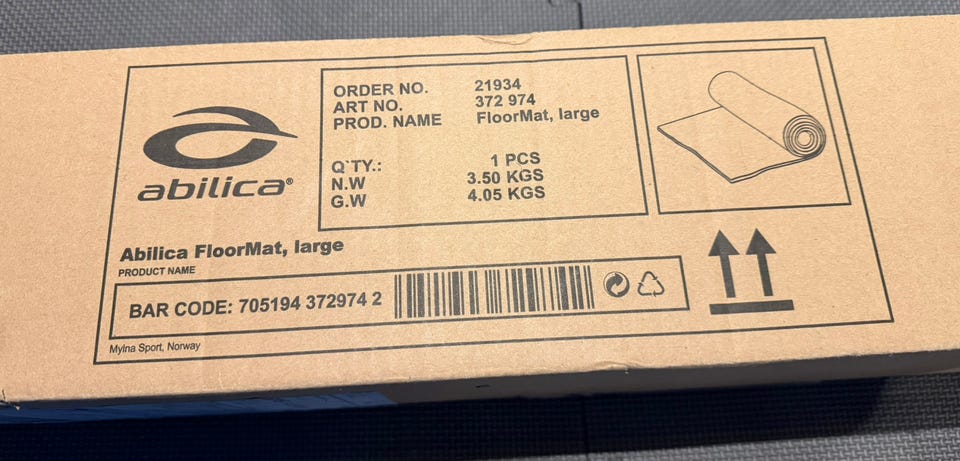 abilica®
ORDER NO. 21934
ART NO. 372 974
PROD. NAME FloorMat, large
Q`TY.: 1 PCS
N.W 3.50 KGS
G.W 4.05 KGS
Abilica FloorMat, large
PRODUCT NAME
BAR CODE: 705194 372974 2
Mylna Sport, Norway